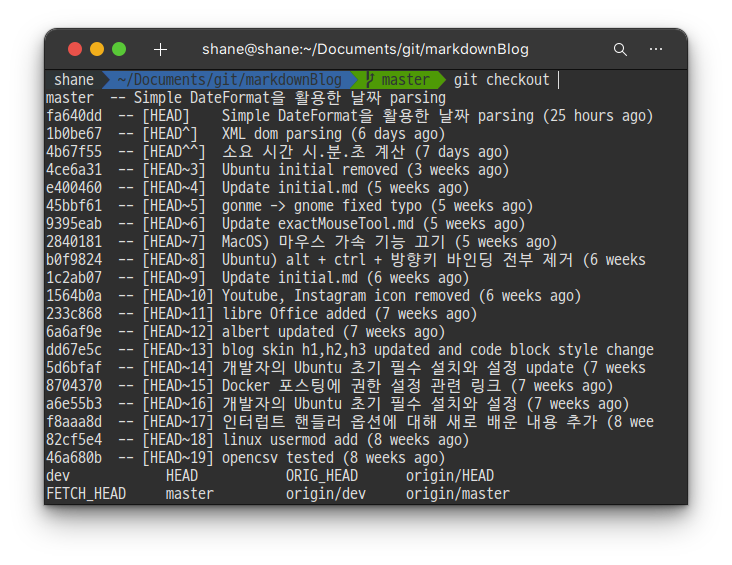 shane@shane:~/Documents/git/markdownBlog
shane ~/Documents/git/markdownBlog master git checkout
master -- Simple DateFormat을 활용한 날짜 parsing
fa640dd -- [HEAD] Simple DateFormat을 활용한 날짜 parsing (25 hours ago)
1b0be67 -- [HEAD^] XML dom parsing (6 days ago)
4b67f55 -- [HEAD^^] 소요 시간 시.분.초 계산 (7 days ago)
4ce6a31 -- [HEAD~3] Ubuntu initial removed (3 weeks ago)
e400460 -- [HEAD~4] Update initial.md (5 weeks ago)
45bbf61 -- [HEAD~5] gonme -> gnome fixed typo (5 weeks ago)
9395eab -- [HEAD~6] Update exactMouseTool.md (5 weeks ago)
2840181 -- [HEAD~7] MacOS) 마우스 가속 기능 끄기 (5 weeks ago)
b0f9824 -- [HEAD~8] Ubuntu) alt + ctrl + 방향키 바인딩 전부 제거 (6 weeks
1c2ab07 -- [HEAD~9] Update initial.md (6 weeks ago)
1564b0a -- [HEAD~10] Youtube, Instagram icon removed (6 weeks ago)
233c868 -- [HEAD~11] libre Office added (7 weeks ago)
6a6af9e -- [HEAD~12] albert updated (7 weeks ago)
dd67e5c -- [HEAD~13] blog skin h1,h2,h3 updated and code block style change
5d6bfaf -- [HEAD~14] 개발자의 Ubuntu 초기 필수 설치와 설정 update (7 weeks
8704370 -- [HEAD~15] Docker 포스팅에 권한 설정 관련 링크 (7 weeks ago)
a6e55b3 -- [HEAD~16] 개발자의 Ubuntu 초기 필수 설치와 설정 (7 weeks ago)
f8aaa8d -- [HEAD~17] 인터럽트 핸들러 옵션에 대해 새로 배운 내용 추가 (8 wee
82cf5e4 -- [HEAD~18] linux usermod add (8 weeks ago)
46a680b -- [HEAD~19] opencsv tested (8 weeks ago)
dev HEAD ORIG_HEAD origin/HEAD
FETCH_HEAD master origin/dev origin/master